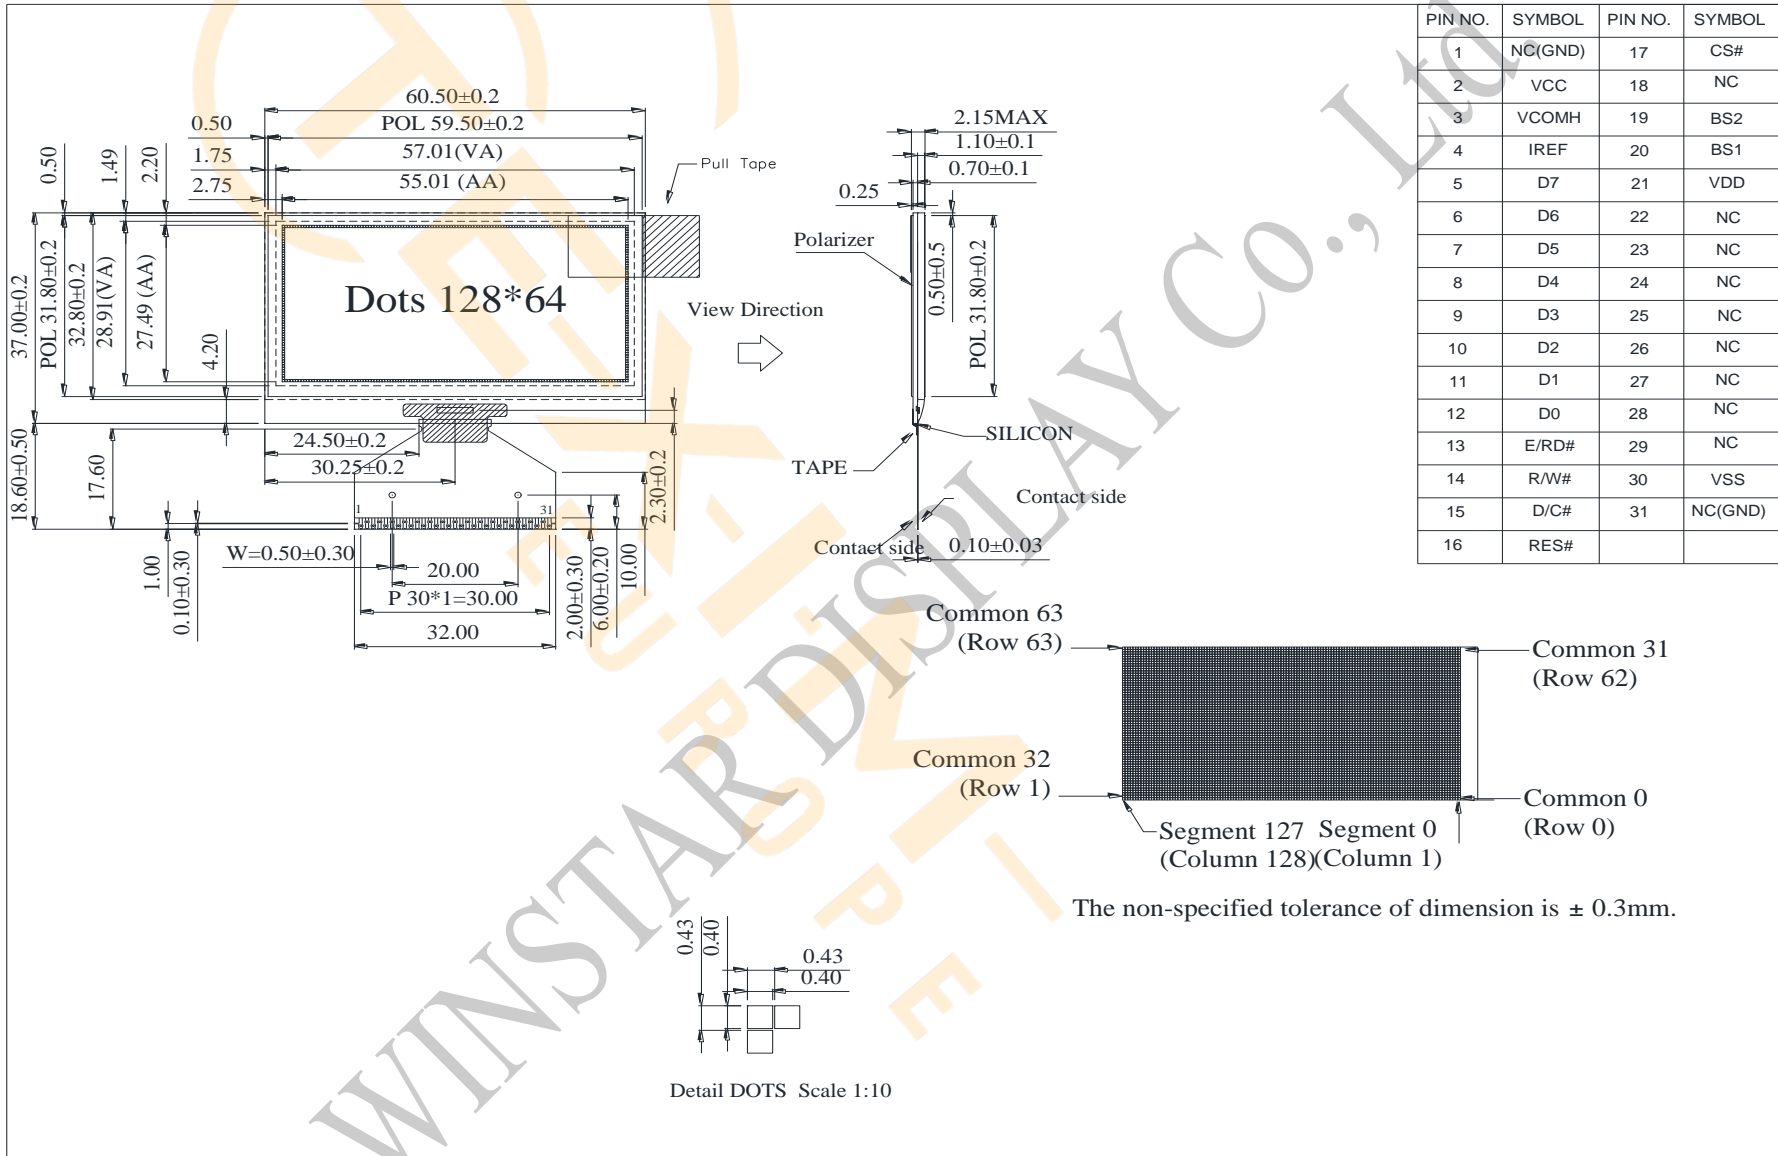 PIN NO. SYMBOL PIN NO. SYMBOL
1 NC(GND) 17 CS#
2 VCC 18 NC
3 VCOMH 19 BS2
4 IREF 20 BS1
5 D7 21 VDD
6 D6 22 NC
7 D5 23 NC
8 D4 24 NC
9 D3 25 NC
10 D2 26 NC
11 D1 27 NC
12 D0 28 NC
13 E/RD# 29 NC
14 R/W# 30 VSS
15 D/C# 31 NC(GND)
16 RES#
60.50±0.2
0.50 POL 59.50±0.2
1.75 57.01(VA)
2.75 55.01 (AA)
0.50
1.49
2.20
Pull Tape
37.00±0.2
POL 31.80±0.2
32.80±0.2
28.91(VA)
27.49 (AA)
4.20
Dots 128*64
View Direction
18.60±0.50
17.60
24.50±0.2
30.25±0.2
2.30±0.2
1 31
1.00
0.10±0.30
W=0.50±0.30
20.00
P 30*1=30.00
32.00
2.00±0.30
6.00±0.20
10.00
2.15MAX
1.10±0.1
0.70±0.1
0.25
Polarizer
0.50±0.5
POL 31.80±0.2
SILICON
TAPE
Contact side
Contact side
0.10±0.03
Common 63
(Row 63)
Common 31
(Row 62)
Common 32
(Row 1)
Common 0
(Row 0)
Segment 127 Segment 0
(Column 128)(Column 1)
The non-specified tolerance of dimension is ± 0.3mm.
0.43
0.40
0.43
0.40
Detail DOTS Scale 1:10
WINSTAR DISPLAY Co., Ltd.
TEXIM
EUROPE